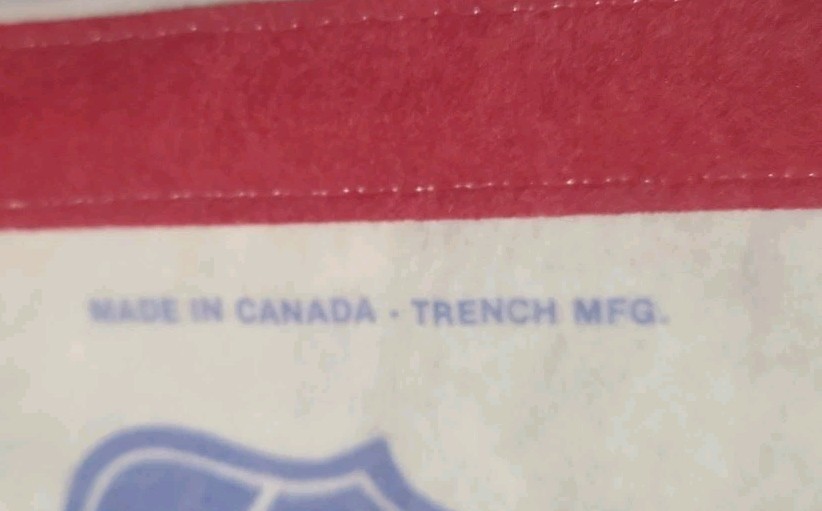 MADE IN CANADA · TRENCH MFG.